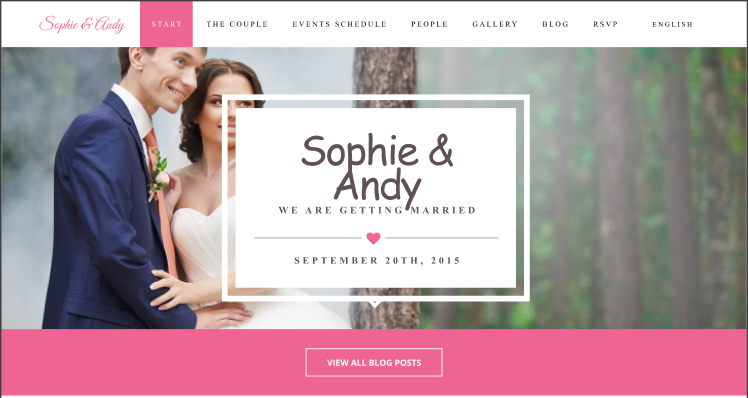 Sophie & Andy
START
THE COUPLE
EVENTS SCHEDULE
PEOPLE
GALLERY
BLOG
RSVP
ENGLISH
Sophie &
Andy
WE ARE GETTING MARRIED
SEPTEMBER 20TH, 2015
VIEW ALL BLOG POSTS